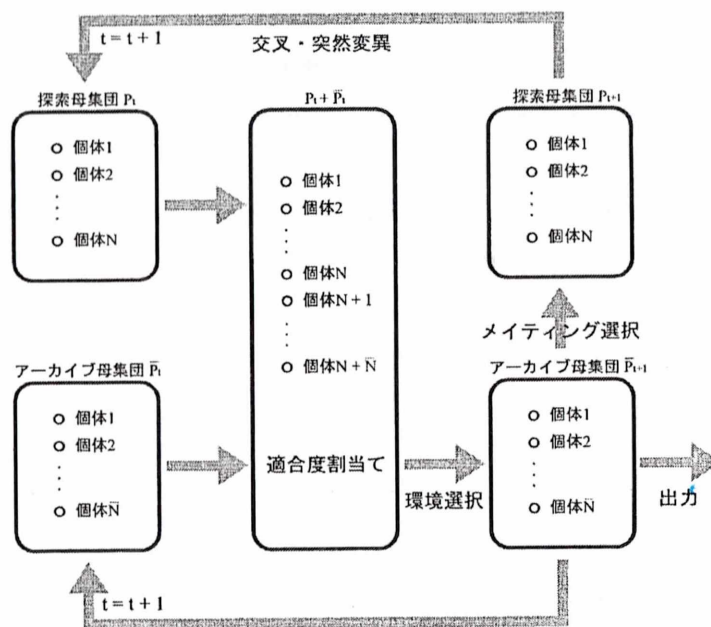 t = t + 1
交叉・突然変異
探索母集団 Pt
○ 個体1
○ 個体2
・・・・
○ 個体N
Pt + P̄t
○ 個体1
○ 個体2
・・・・
○ 個体N
○ 個体N + 1
・・・・
○ 個体N + N̄
適合度割当て
探索母集団 Pt+1
○ 個体1
○ 個体2
・・・・
○ 個体N
メイティング選択
アーカイブ母集団 P̄t
○ 個体1
○ 個体2
・・・・
○ 個体N̄
環境選択
アーカイブ母集団 P̄t+1
○ 個体1
○ 個体2
・・・・
○ 個体N̄
出力
t = t + 1